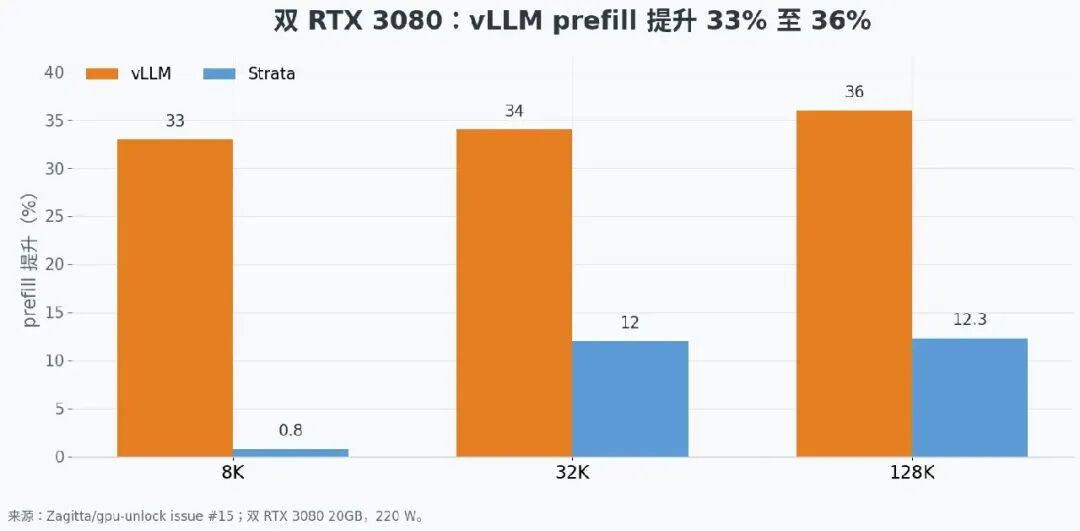 双 RTX 3080：vLLM prefill 提升 33% 至 36%
vLLM Strata
prefill 提升（%）
40
35
30
25
20
15
10
5
0
33
0.8
34
12
36
12.3
8K
32K
128K
来源：Zagitta/gpu-unlock issue #15；双 RTX 3080 20GB，220 W。